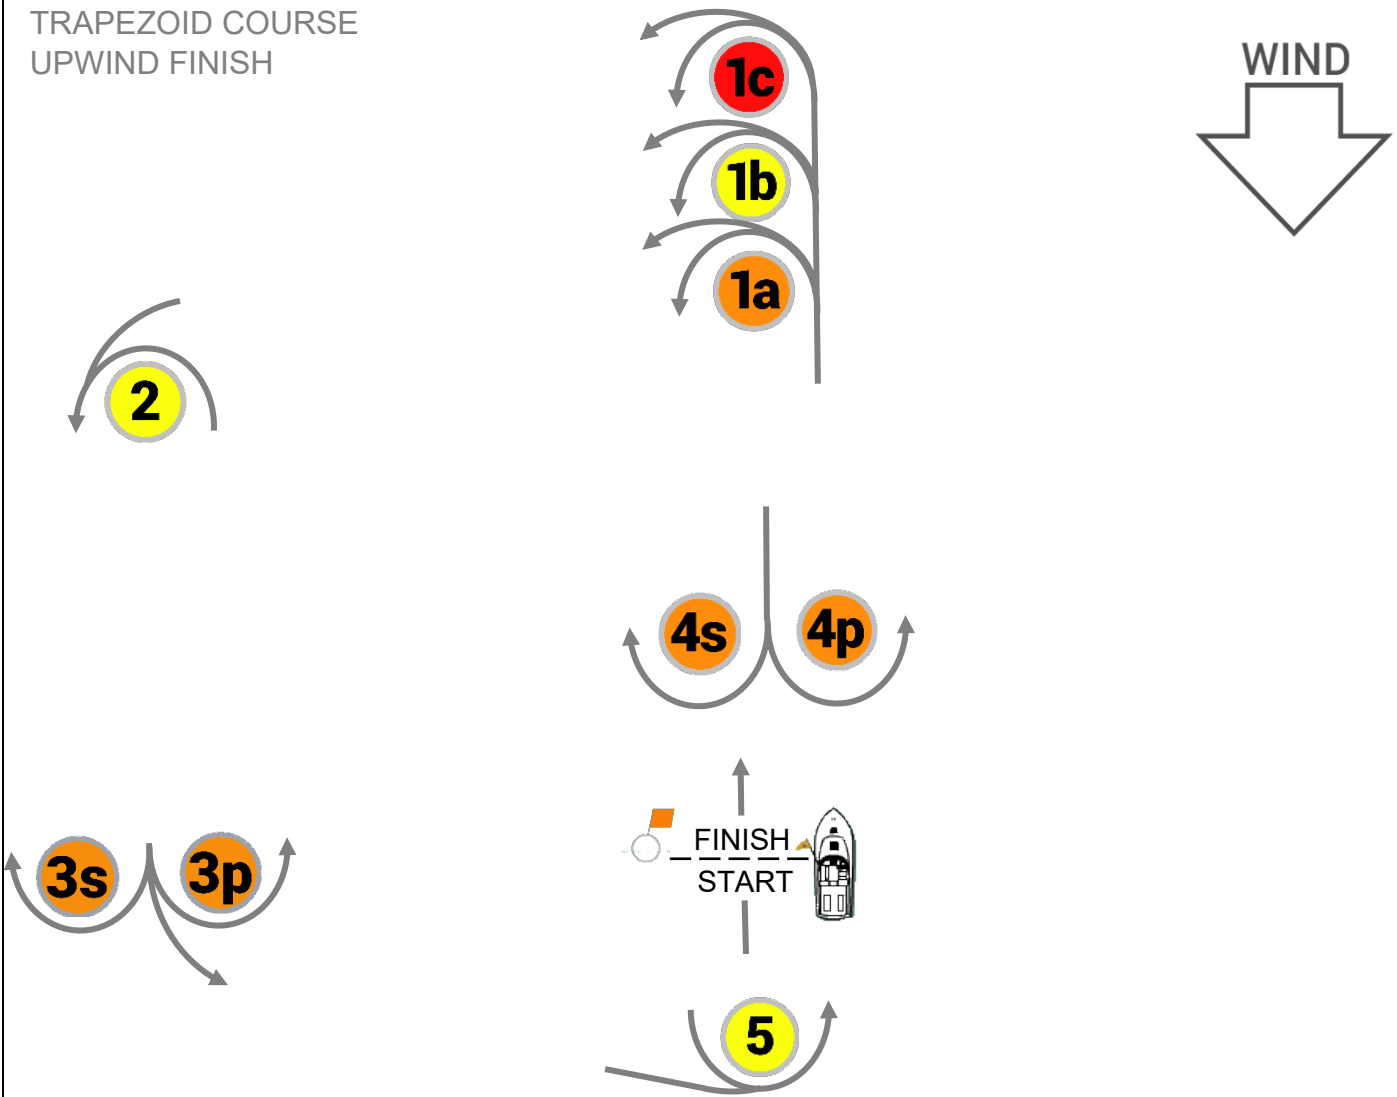 TRAPEZOID COURSE
UPWIND FINISH
WIND
1c
1b
1a
2
4s
4p
FINISH
START
3s
3p
5